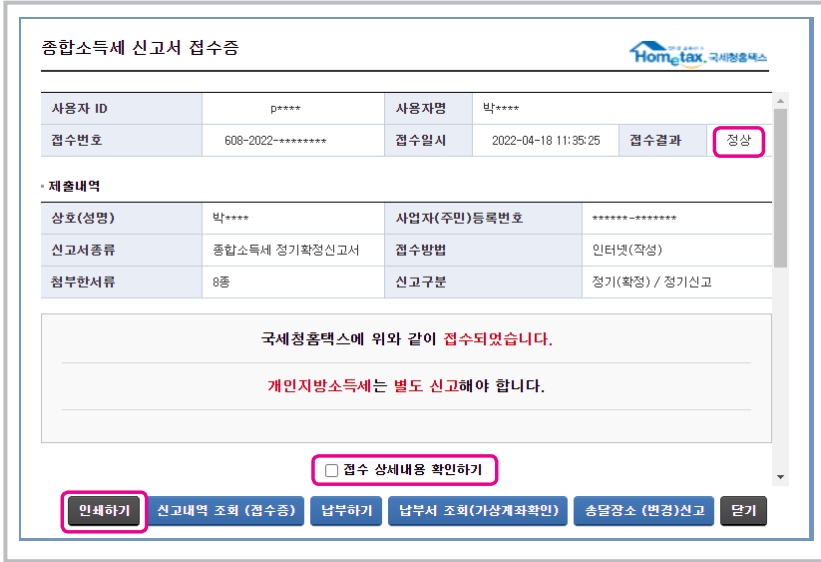 종합소득세 신고서 접수증
Hometax. 국세청홈택스
사용자 ID p**** 사용자명 박****
접수번호 608-2022-******** 접수일시 2022-04-18 11:35:25 접수결과 정상
제출내역
상호(성명) 박**** 사업자(주민)등록번호 ******-*******
신고서종류 종합소득세 정기확정신고서 접수방법 인터넷(작성)
첨부한서류 8종 신고구분 정기(확정) / 정기신고
국세청홈택스에 위와 같이 접수되었습니다.
개인지방소득세는 별도 신고해야 합니다.
접수 상세내용 확인하기
인쇄하기 신고내역 조회 (접수증) 납부하기 납부서 조회(가상계좌확인) 송달장소 (변경)신고 닫기